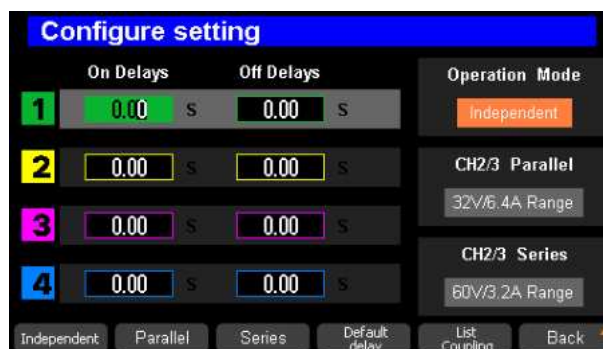 Configure setting
On Delays Off Delays
1 0.00 S 0.00 S
2 0.00 S 0.00 S
3 0.00 S 0.00 S
4 0.00 S 0.00 S
Operation Mode
Independent
CH2/3 Parallel
32V/6.4A Range
CH2/3 Series
60V/3.2A Range
Independent Parallel Series Default delay List Coupling Back